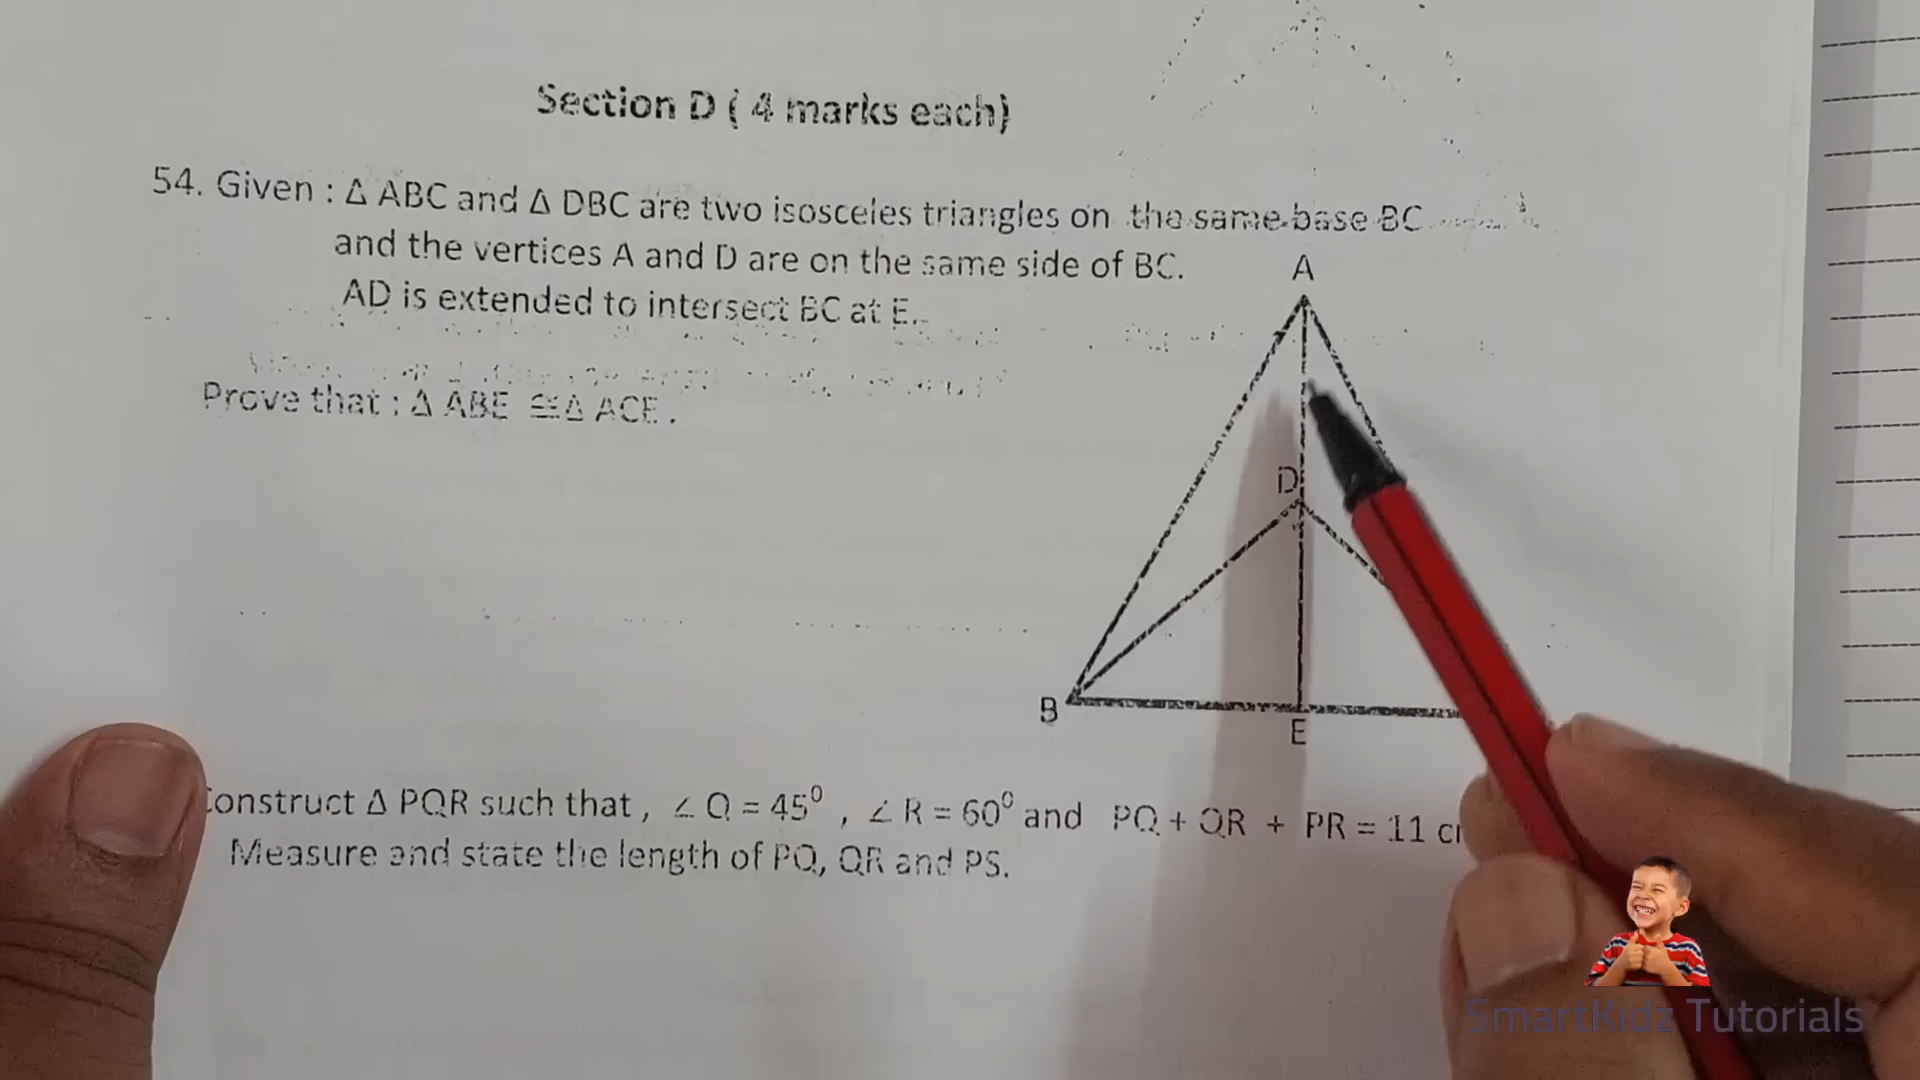 Section D ( 4 marks each)
54. Given : Δ ABC and Δ DBC are two isosceles triangles on the same base BC
and the vertices A and D are on the same side of BC.
AD is extended to intersect BC at E.
Prove that : Δ ABE ≅ Δ ACE .
A
D
B
E
Construct Δ PQR such that , ∠ Q = 45⁰ , ∠ R = 60⁰ and PQ + QR + PR = 11
Measure and state the length of PQ, QR and PS.
SmartKidz Tutorials